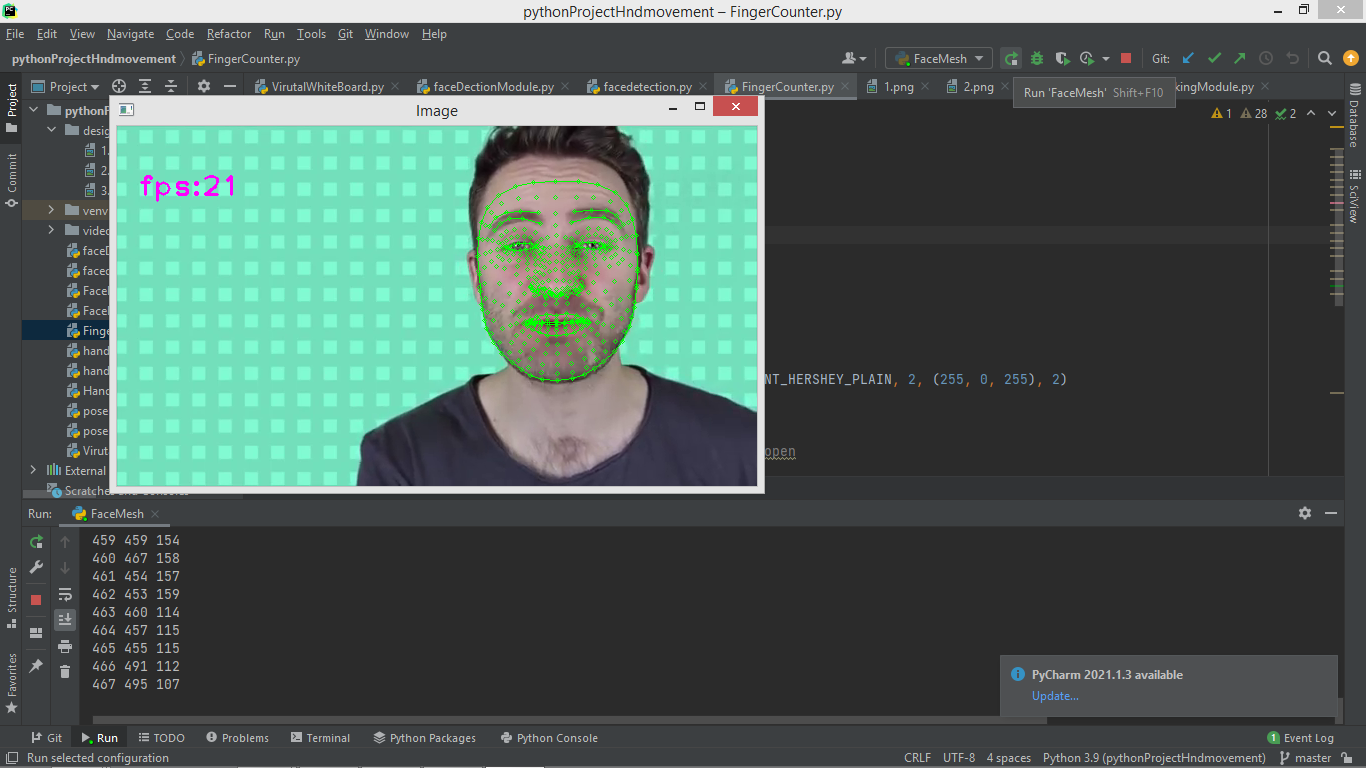 PC
pythonProjectHndmovement – FingerCounter.py
File Edit View Navigate Code Refactor Run Tools Git Window Help
pythonProjectHndmovement FingerCounter.py FaceMesh Git:
Project VirutalWhiteBoard.py faceDectionModule.py facedetection.py FingerCounter.py 1.png 2.png kingModule.py
Run 'FaceMesh' Shift+F10
1 28 2
Image
fps:21
pythonP
desig
1.
2.
3.
venv
video
faceD
faced
FaceM
FaceM
Finge
hand
hand
Hand
pose
pose
Virut
External
Scratches and Consoles
NT_HERSHEY_PLAIN, 2, (255, 0, 255), 2)
open
Project
Commit
Structure
Favorites
Database
SciView
Run: FaceMesh
459 459 154
460 467 158
461 454 157
462 453 159
463 460 114
464 457 115
465 455 115
466 491 112
467 495 107
PyCharm 2021.1.3 available
Update...
Git Run TODO Problems Terminal Python Packages Python Console 1 Event Log
Run selected configuration CRLF UTF-8 4 spaces Python 3.9 (pythonProjectHndmovement) master